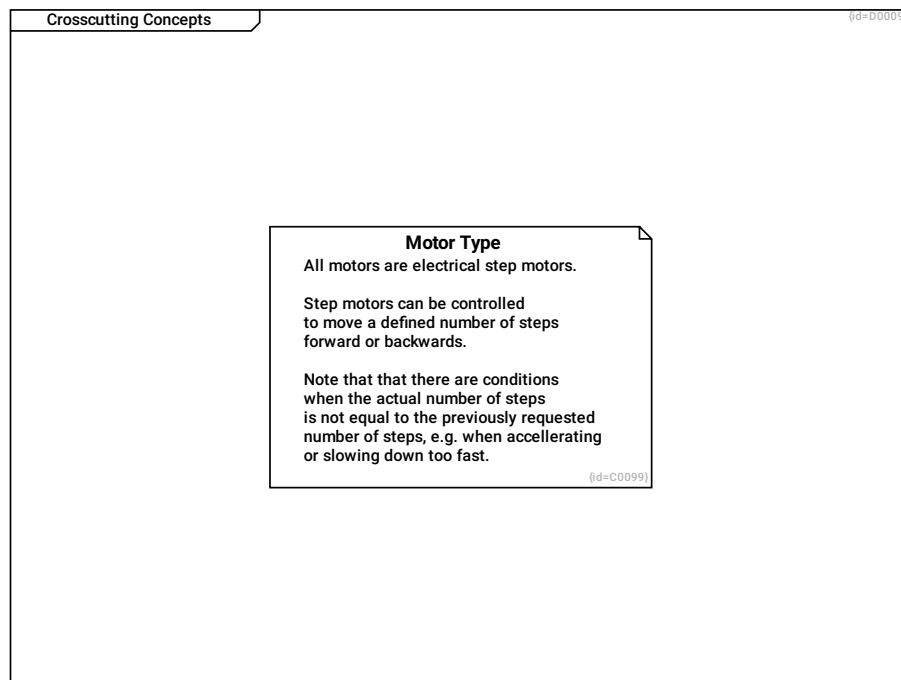 Crosscutting Concepts
{id=D0009
Motor Type
All motors are electrical step motors.
Step motors can be controlled
to move a defined number of steps
forward or backwards.
Note that that there are conditions
when the actual number of steps
is not equal to the previously requested
number of steps, e.g. when accellerating
or slowing down too fast.
{id=C0099}